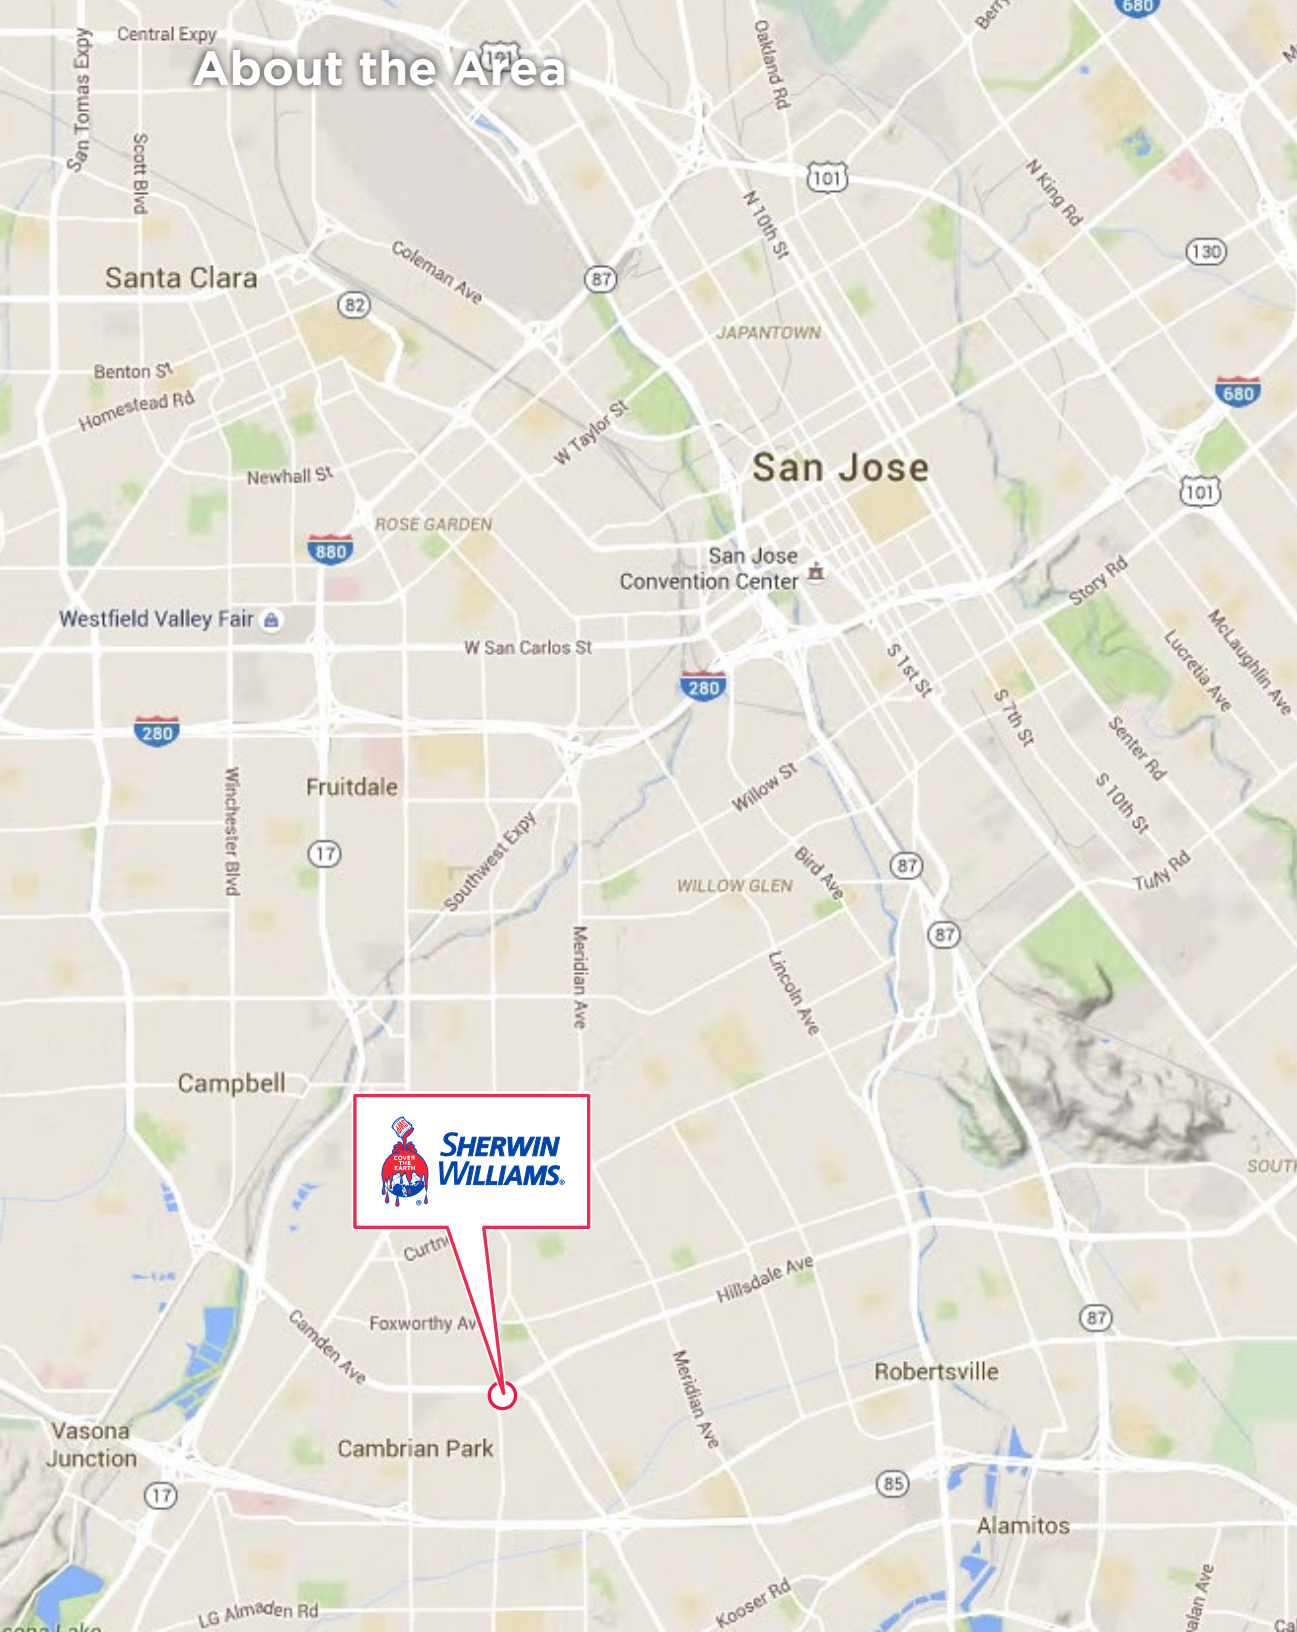 680
Central Expy
101
About the Area
Oakland Rd
San Tomas Expy
Scott Blvd
101
N King Rd
N 10th St
130
Coleman Ave
Santa Clara
87
82
JAPANTOWN
Benton St
Homestead Rd
680
W Taylor St
San Jose
Newhall St
101
ROSE GARDEN
880
San Jose
Convention Center
Story Rd
Westfield Valley Fair
W San Carlos St
McLaughlin Ave
Lucretia Ave
S 1st St
280
280
S 7th St
Senter Rd
Fruitdale
Willow St
S 10th St
Winchester Blvd
Southwest Expy
17
Bird Ave
87
Tully Rd
WILLOW GLEN
87
Meridian Ave
Lincoln Ave
Campbell
COVER
THE
EARTH
SHERWIN
WILLIAMS®
Hillsdale Ave
Foxworthy
87
Camden Ave
Meridian Ave
Robertsville
Vasona
Junction
Cambrian Park
17
85
Alamitos
Kooser Rd
LG Almaden Rd